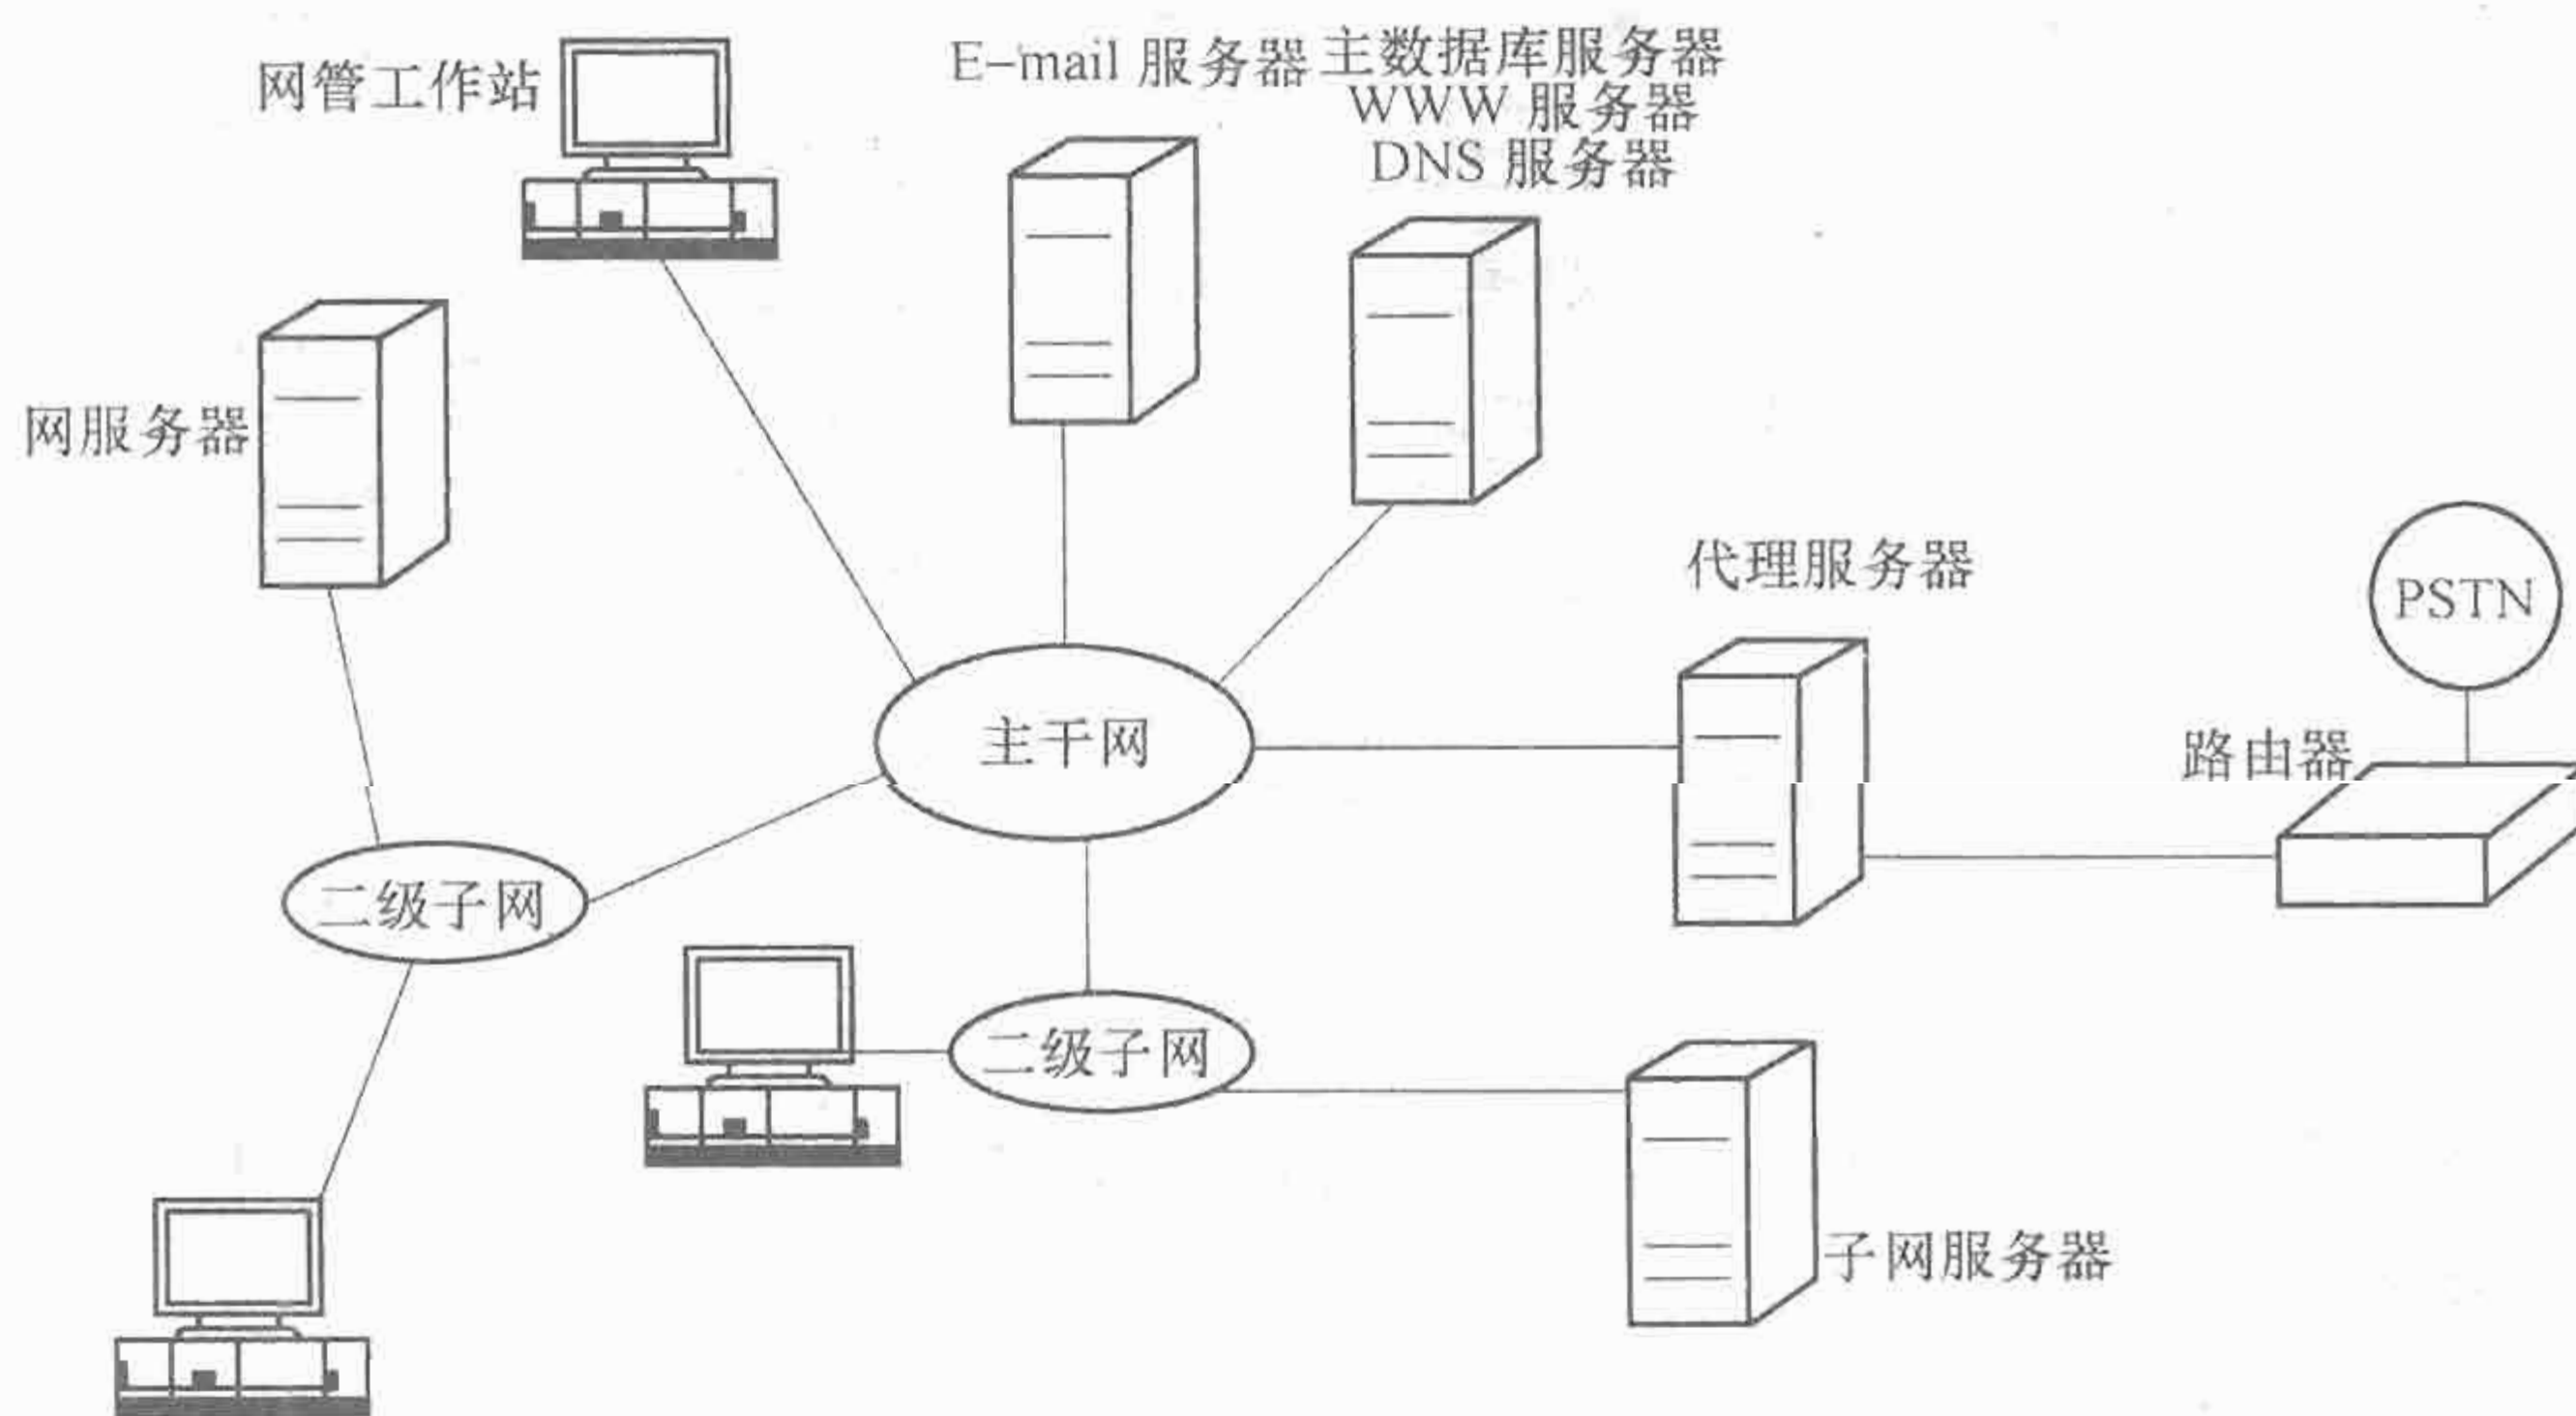 网管工作站
E-mail 服务器
主数据库服务器
WWW 服务器
DNS 服务器
网服务器
代理服务器
PSTN
主干网
路由器
二级子网
二级子网
子网服务器